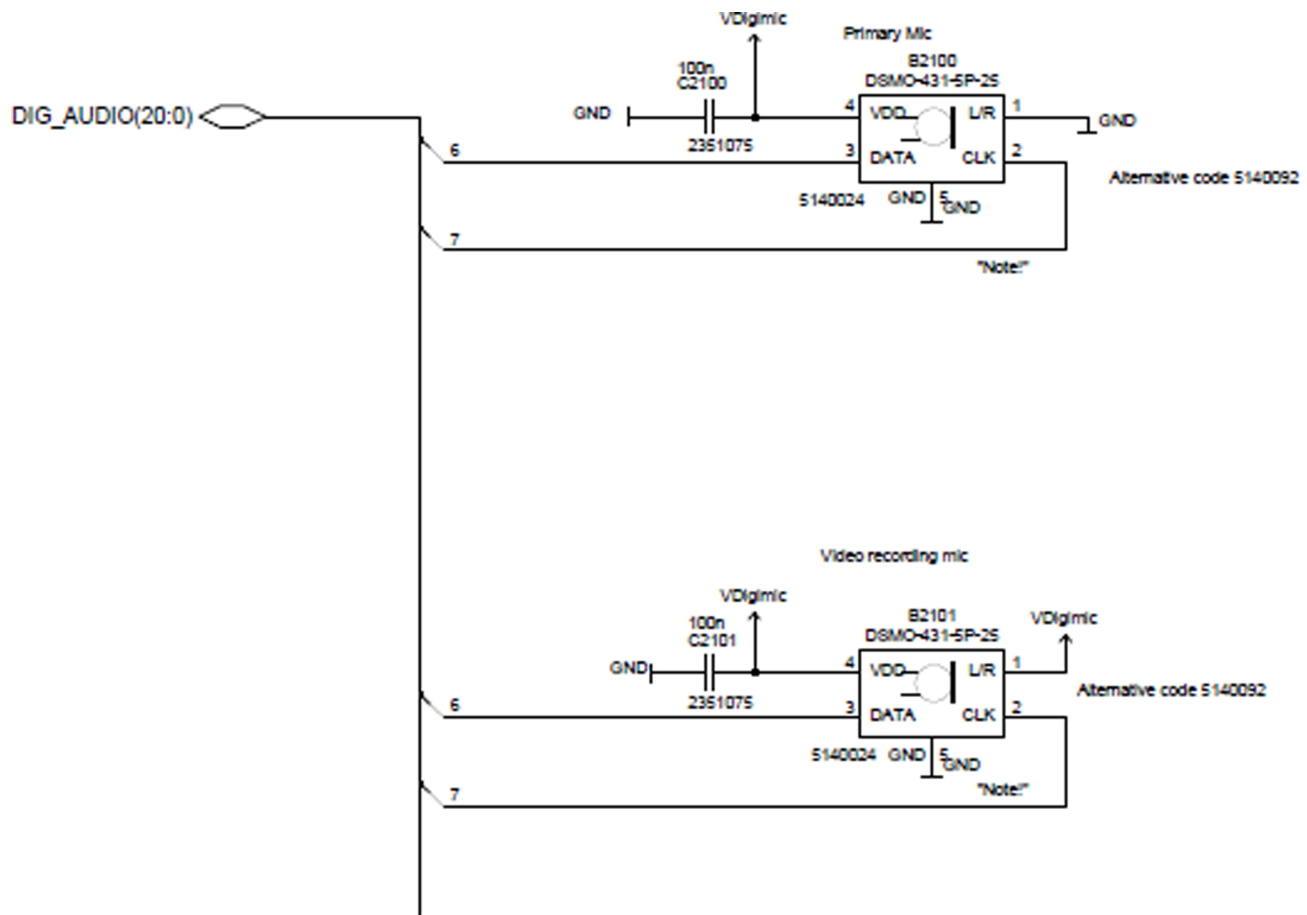 VDigimic
Primary Mic
B2100
DSMO-431-5P-2S
100n
C2100
DIG_AUDIO(20:0)
GND
4
VDD
L/R
1
GND
2351075
6
3
DATA
CLK
2
Alternative code 5140092
5140024
GND
5
GND
7
"Note!"
Video recording mic
VDigimic
B2101
DSMO-431-5P-2S
VDigimic
100n
C2101
GND
4
VDD
L/R
1
Alternative code 5140092
2351075
6
3
DATA
CLK
2
5140024
GND
5
GND
"Note!"
7